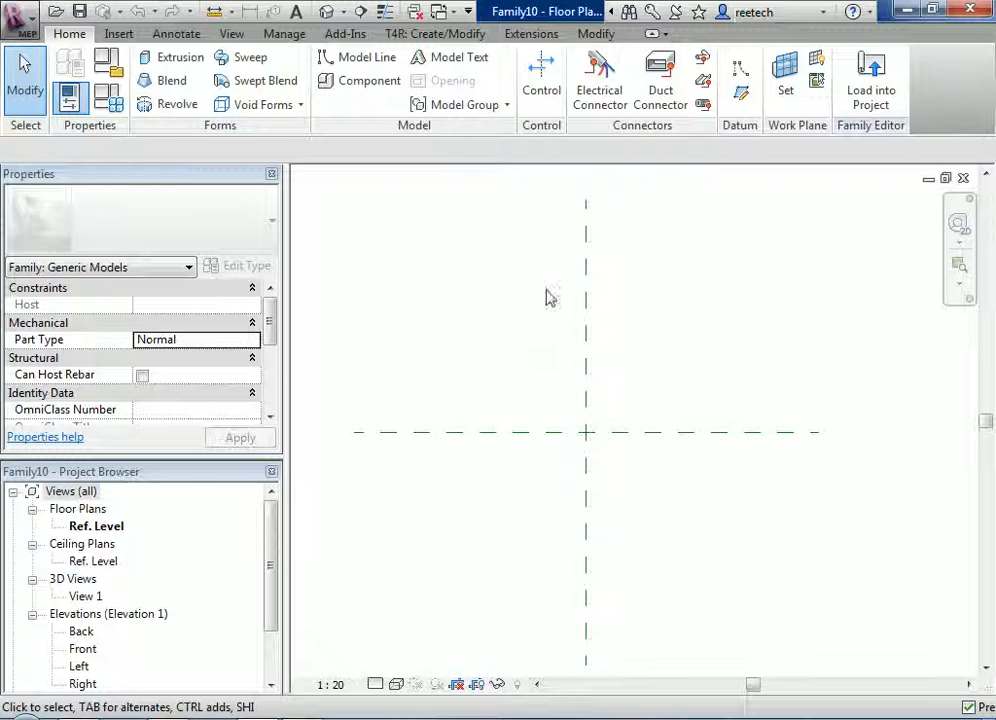 Family10 - Floor Pla...
reetech
MEP
Home Insert Annotate View Manage Add-Ins T4R: Create/Modify Extensions Modify
Modify
Extrusion Sweep
Blend Swept Blend
Revolve Void Forms
Model Line Model Text
Component Opening
Model Group
Control
Electrical Connector
Duct Connector
Set
Load into Project
Select Properties Forms Model Control Connectors Datum Work Plane Family Editor
Properties
Family: Generic Models Edit Type
Constraints
Host
Mechanical
Part Type Normal
Structural
Can Host Rebar
Identity Data
OmniClass Number
Properties help Apply
Family10 - Project Browser
Views (all)
Floor Plans
Ref. Level
Ceiling Plans
Ref. Level
3D Views
View 1
Elevations (Elevation 1)
Back
Front
Left
Right
2D
1 : 20
Click to select, TAB for alternates, CTRL adds, SHI
Pre